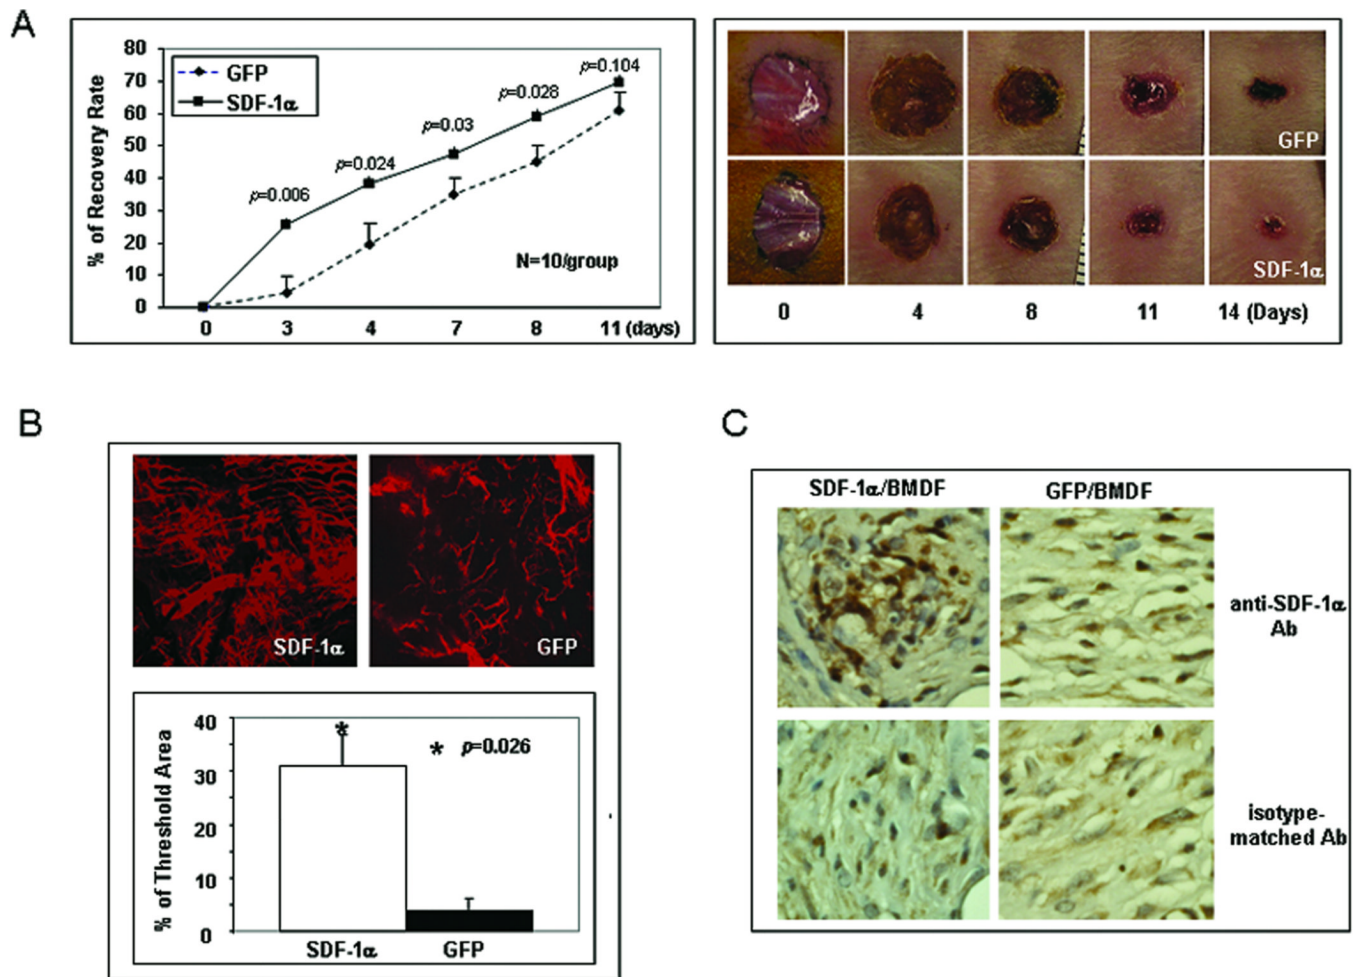 A
80
70
60
50
40
30
20
10
0
% of Recovery Rate
GFP
SDF-1α
p=0.006
p=0.024
p=0.03
p=0.028
p=0.104
N=10/group
0 3 4 7 8 11 (days)
GFP
SDF-1α
0 4 8 11 14 (Days)
B
SDF-1α
GFP
% of Threshold Area
40
30
20
10
0
*
* p=0.026
SDF-1α GFP
C
SDF-1α/BMDF GFP/BMDF
anti-SDF-1α
Ab
isotype-
matched Ab